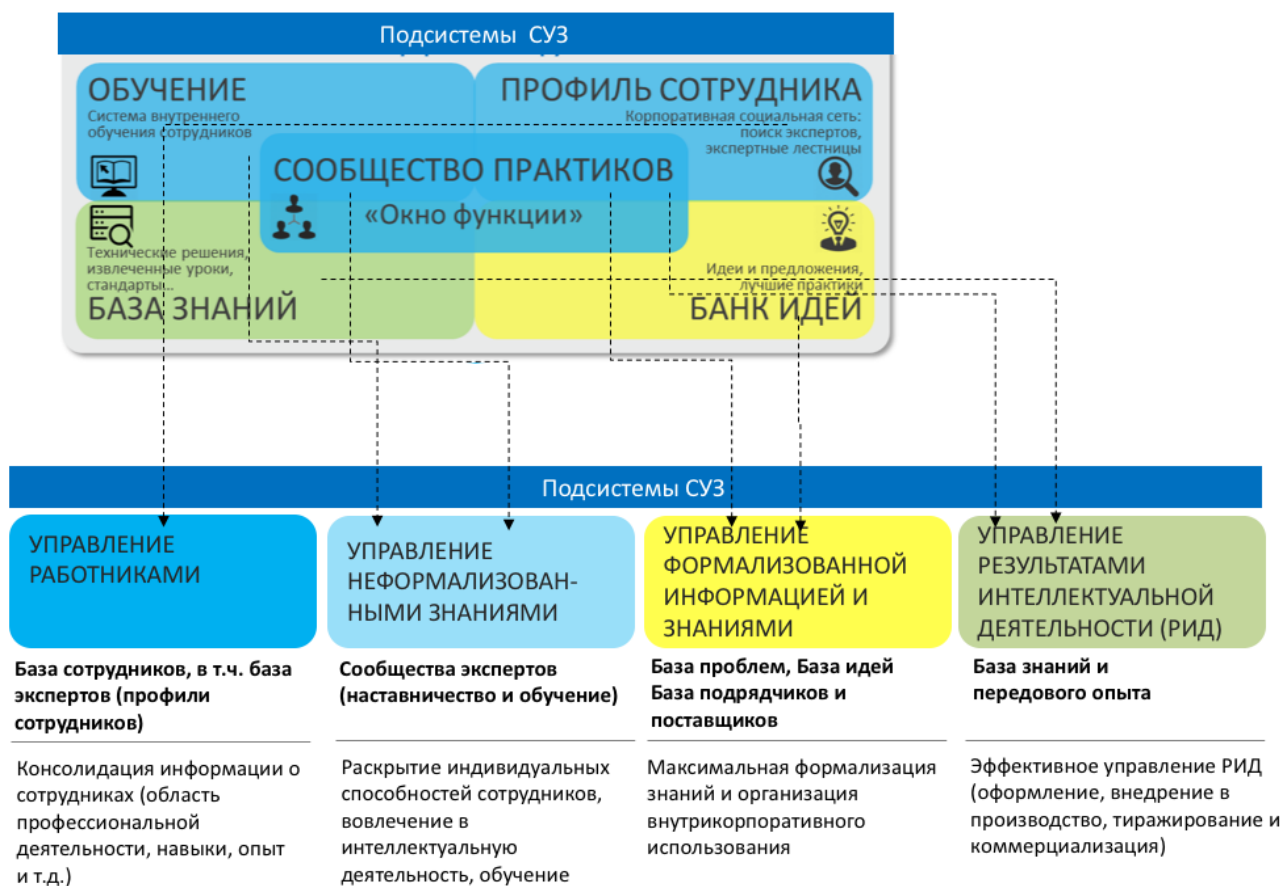 Подсистемы СУЗ
ОБУЧЕНИЕ
Система внутреннего
обучения сотрудников
ПРОФИЛЬ СОТРУДНИКА
Корпоративная социальная сеть:
поиск экспертов,
экспертные лестницы
СООБЩЕСТВО ПРАКТИКОВ
«Окно функции»
Технические решения,
извлеченные уроки,
стандарты...
БАЗА ЗНАНИЙ
Идеи и предложения,
лучшие практики
БАНК ИДЕЙ
Подсистемы СУЗ
УПРАВЛЕНИЕ
РАБОТНИКАМИ
База сотрудников, в т.ч. база
экспертов (профили
сотрудников)
Консолидация информации о
сотрудниках (область
профессиональной
деятельности, навыки, опыт
и т.д.)
УПРАВЛЕНИЕ
НЕФОРМАЛИЗОВАН-
НЫМИ ЗНАНИЯМИ
Сообщества экспертов
(наставничество и обучение)
Раскрытие индивидуальных
способностей сотрудников,
вовлечение в
интеллектуальную
деятельность, обучение
УПРАВЛЕНИЕ
ФОРМАЛИЗОВАННОЙ
ИНФОРМАЦИЕЙ И
ЗНАНИЯМИ
База проблем, База идей
База подрядчиков и
поставщиков
Максимальная формализация
знаний и организация
внутрикорпоративного
использования
УПРАВЛЕНИЕ
РЕЗУЛЬТАТАМИ
ИНТЕЛЛЕКТУАЛЬНОЙ
ДЕЯТЕЛЬНОСТИ (РИД)
База знаний и
передового опыта
Эффективное управление РИД
(оформление, внедрение в
производство, тиражирование и
коммерциализация)